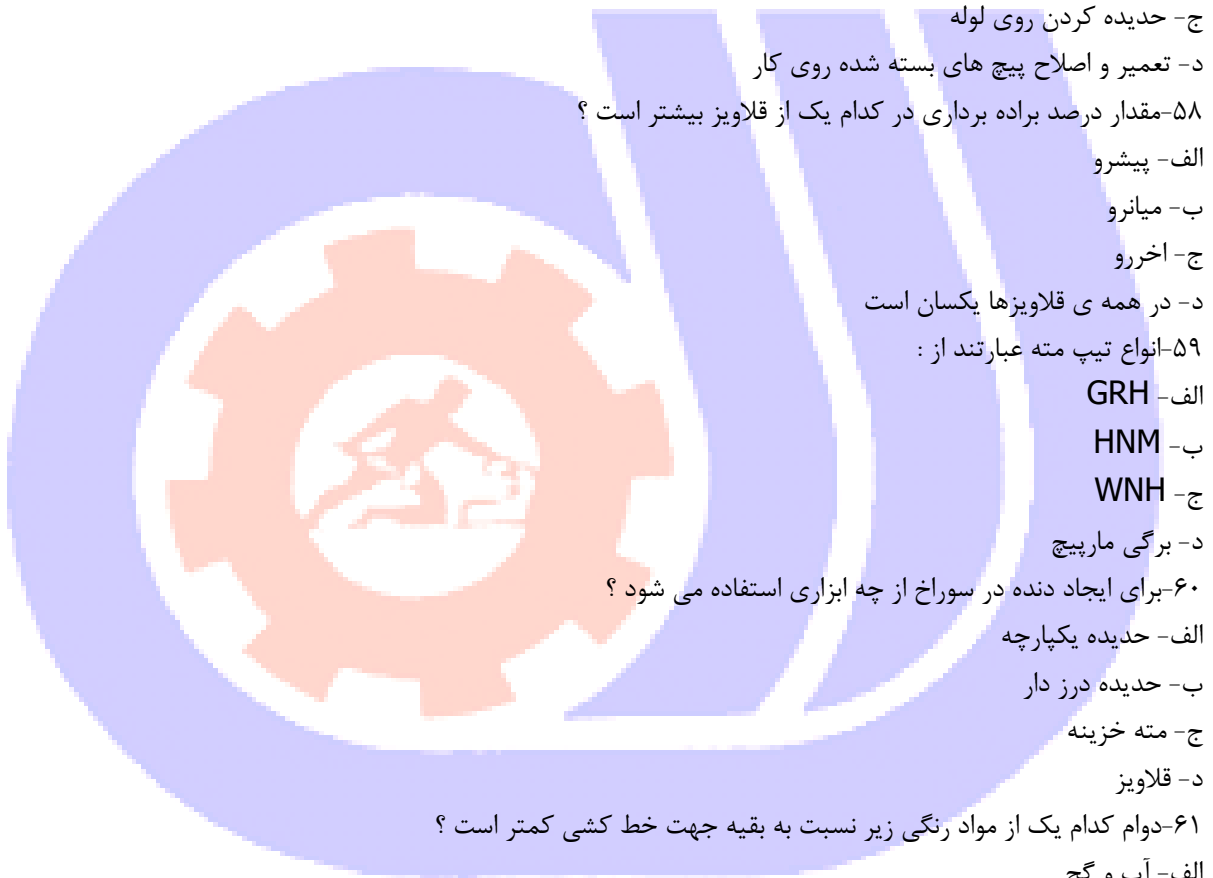 ج- حدیده کردن روی لوله
د- تعمیر و اصلاح پیچ های بسته شده روی کار
۵۸-مقدار درصد براده برداری در کدام یک از قلاویز بیشتر است ؟
الف- پیشرو
ب- میانرو
ج- اخررو
د- در همه ی قلاویزها یکسان است
۵۹-انواع تیپ مته عبارتند از :
الف- GRH
ب- HNM
ج- WNH
د- برگی مارپیچ
۶۰-برای ایجاد دنده در سوراخ از چه ابزاری استفاده می شود ؟
الف- حدیده یکپارچه
ب- حدیده درز دار
ج- مته خزینه
د- قلاویز
۶۱-دوام کدام یک از مواد رنگی زیر نسبت به بقیه جهت خط کشی کمتر است ؟
الف- آب و گچ